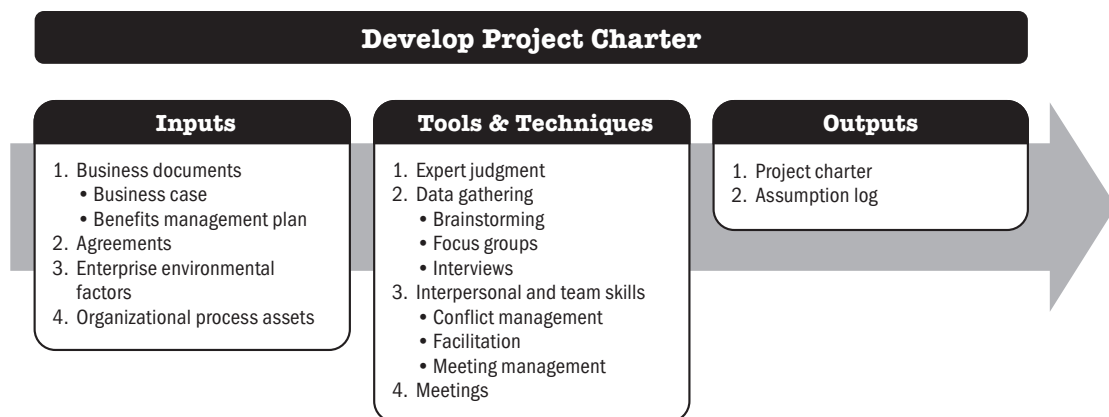 Develop Project Charter
Inputs
1. Business documents
• Business case
• Benefits management plan
2. Agreements
3. Enterprise environmental
factors
4. Organizational process assets
Tools & Techniques
1. Expert judgment
2. Data gathering
• Brainstorming
• Focus groups
• Interviews
3. Interpersonal and team skills
• Conflict management
• Facilitation
• Meeting management
4. Meetings
Outputs
1. Project charter
2. Assumption log